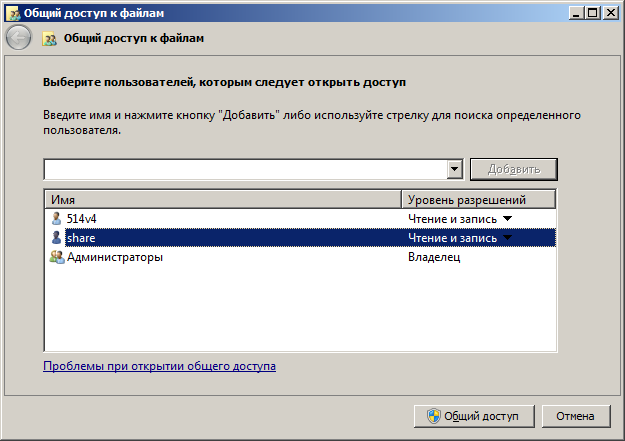 Общий доступ к файлам
Общий доступ к файлам
Выберите пользователей, которым следует открыть доступ
Введите имя и нажмите кнопку "Добавить" либо используйте стрелку для поиска определенного
пользователя.
Добавить
Имя Уровень разрешений
514v4 Чтение и запись
share Чтение и запись
Администраторы Владелец
Проблемы при открытии общего доступа
Общий доступ Отмена